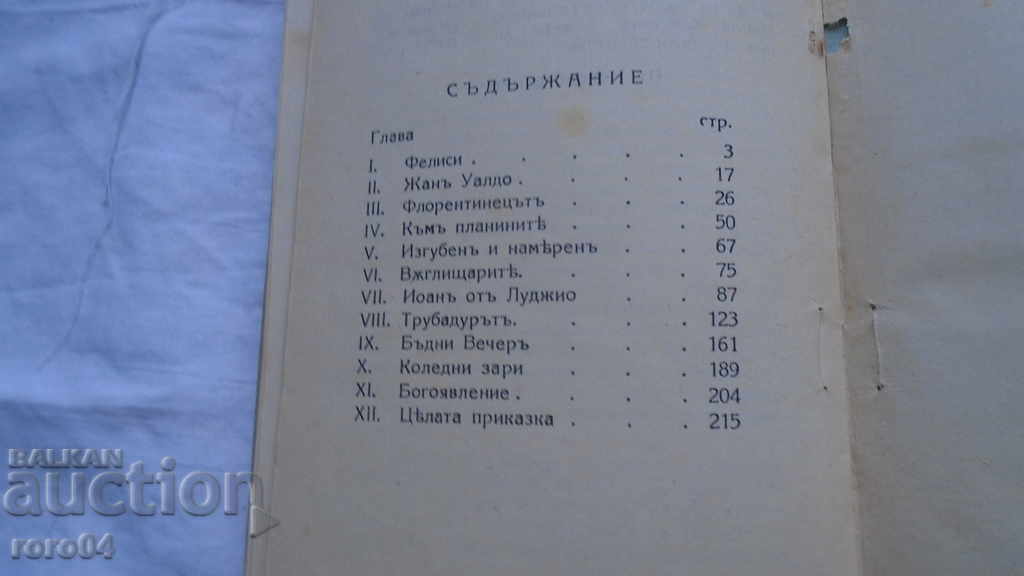 СЪДЪРЖАНИЕ
Глава стр.
I. Фелиси . . . . . 3
II. Жанъ Уалдо . . . . 17
III. Флорентинецътъ . . . 26
IV. Къмъ планинитѣ . . . 50
V. Изгубенъ и намѣренъ . . 67
VI. Вѫглищаритѣ. . . . 75
VII. Иоанъ отъ Луджио . . 87
VIII. Трубадурътъ. . . . 123
IX. Бъдни Вечеръ . . . 161
X. Коледни зари . . . 189
XI. Богоявление . . . . 204
XII. Цѣлата приказка . . . 215
BALKAN
auction
roro04